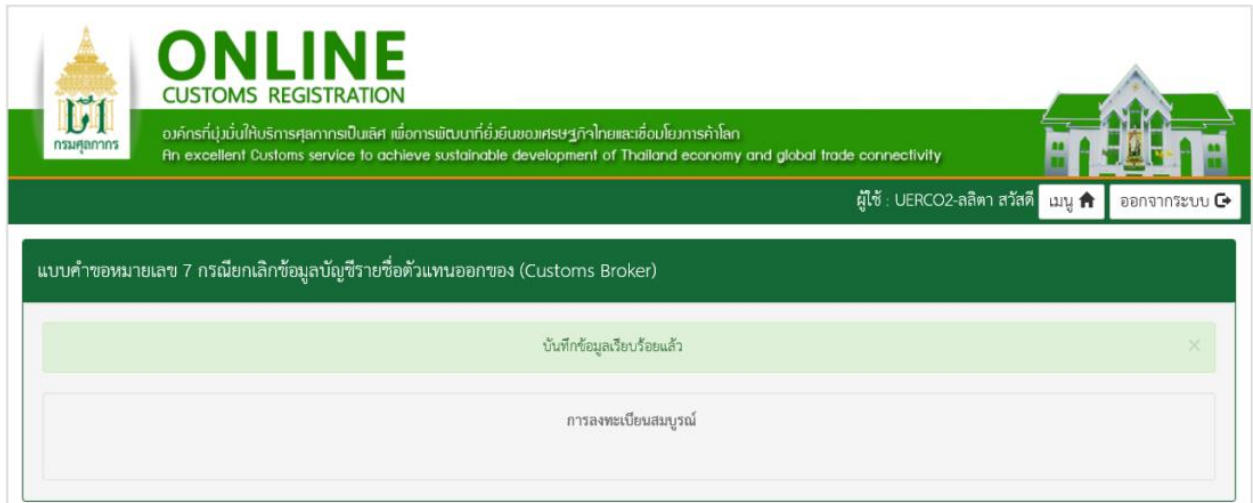 กรมศุลกากร
ONLINE
CUSTOMS REGISTRATION
องค์กรที่มุ่งมั่นให้บริการศุลกากรเป็นเลิศ เพื่อการพัฒนาที่ยั่งยืนของเศรษฐกิจไทยและเชื่อมโยงการค้าโลก
An excellent Customs service to achieve sustainable development of Thailand economy and global trade connectivity
ผู้ใช้ : UERCO2-ลลิตา สวัสดี เมนู ออกจากระบบ
แบบคำขอหมายเลข 7 กรณียกเลิกข้อมูลบัญชีรายชื่อตัวแทนออกของ (Customs Broker)
บันทึกข้อมูลเรียบร้อยแล้ว ×
การลงทะเบียนสมบูรณ์